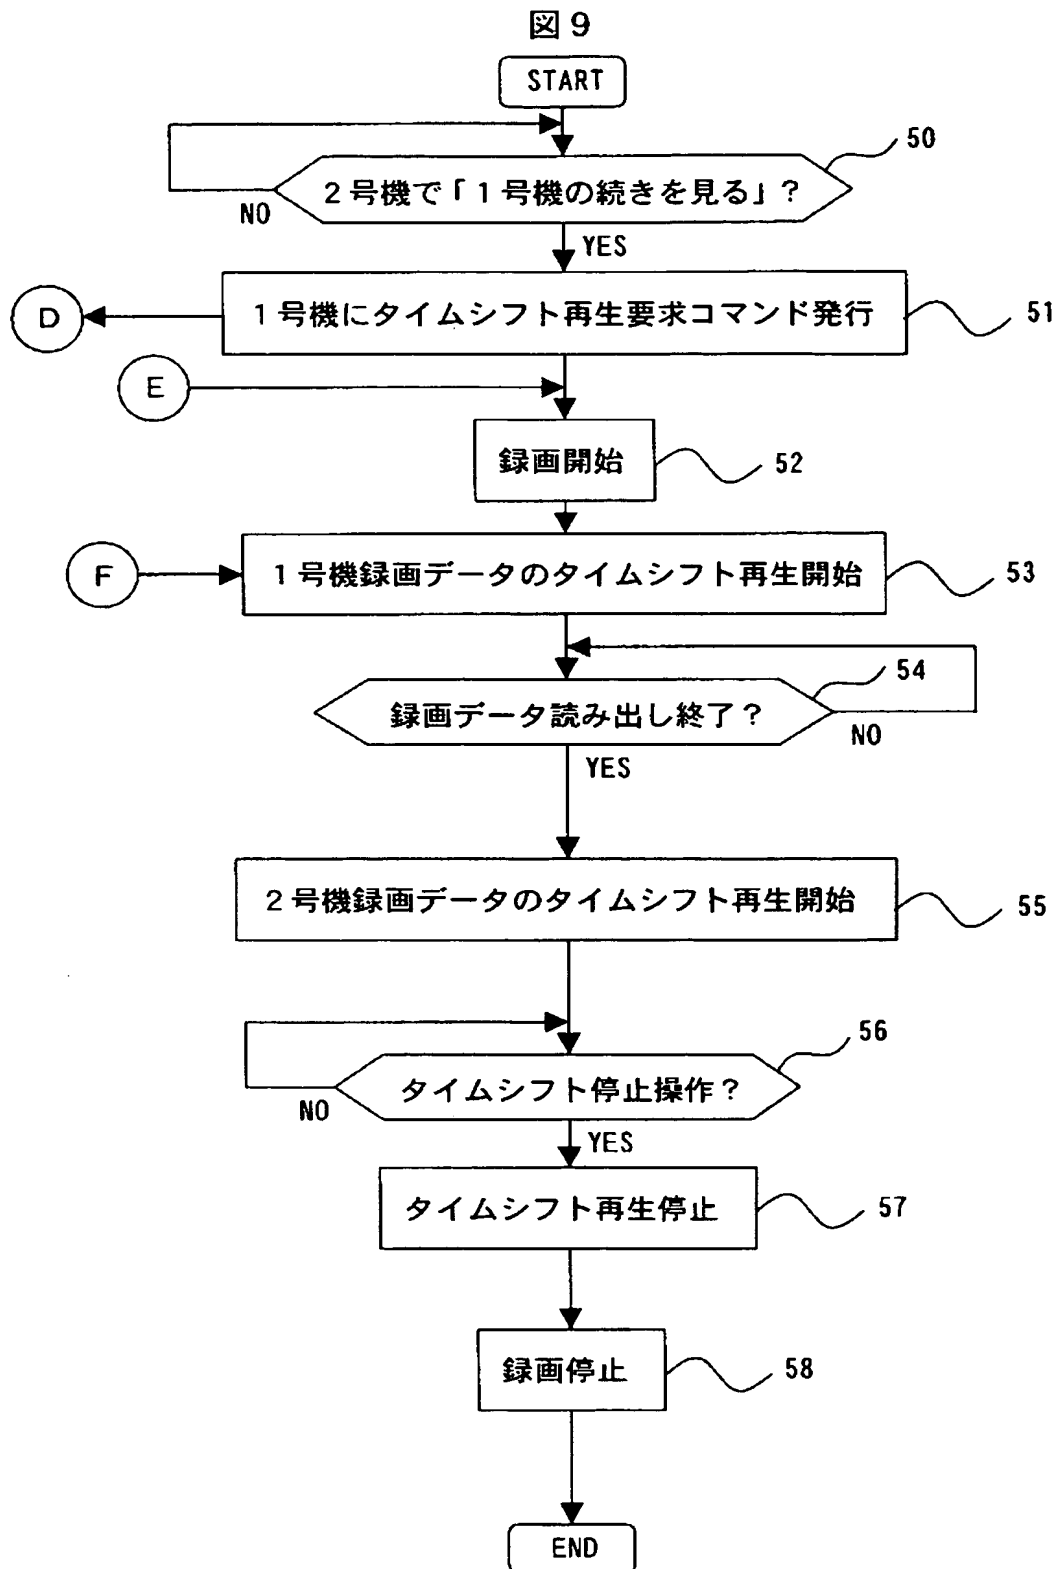 図9
START
50
2号機で「1号機の続きを見る」?
NO
YES
D
1号機にタイムシフト再生要求コマンド発行
51
E
録画開始
52
F
1号機録画データのタイムシフト再生開始
53
54
録画データ読み出し終了?
NO
YES
2号機録画データのタイムシフト再生開始
55
56
タイムシフト停止操作?
NO
YES
タイムシフト再生停止
57
録画停止
58
END